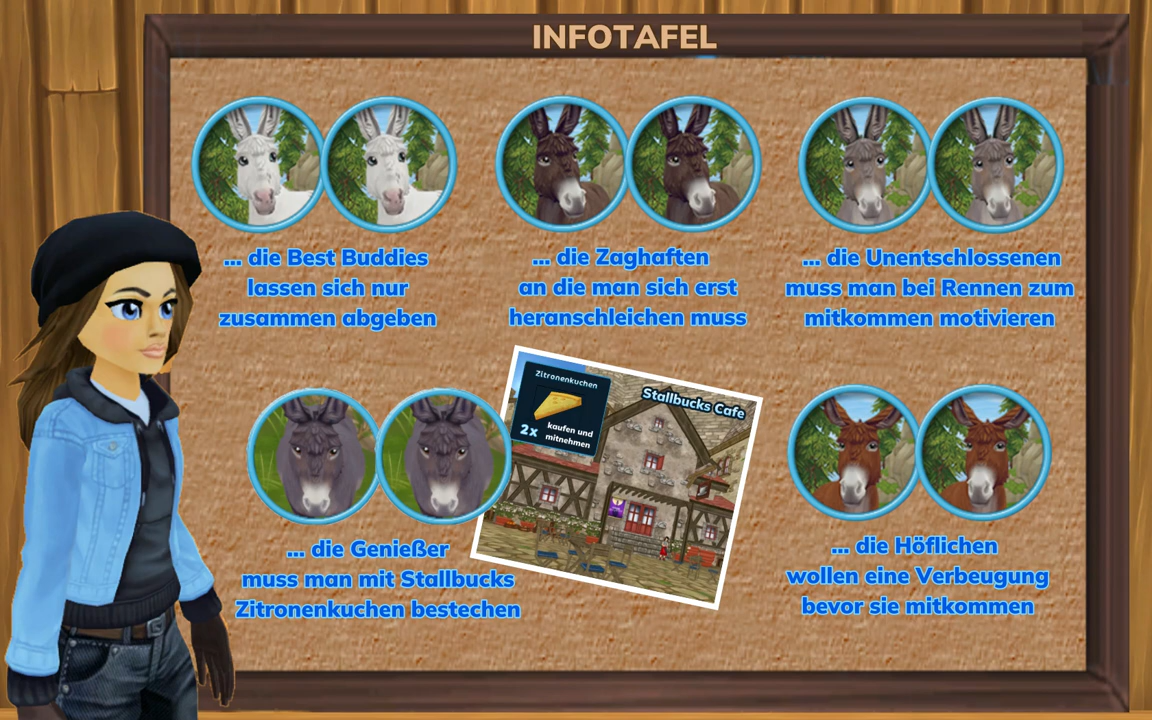 INFOTAFEL
... die Best Buddies
lassen sich nur
zusammen abgeben
... die Zaghaften
an die man sich erst
heranschleichen muss
... die Unentschlossenen
muss man bei Rennen zum
mitkommen motivieren
Zitronenkuchen
2x kaufen und
mitnehmen
Stallbucks Cafe
... die Genießer
muss man mit Stallbucks
Zitronenkuchen bestechen
... die Höflichen
wollen eine Verbeugung
bevor sie mitkommen